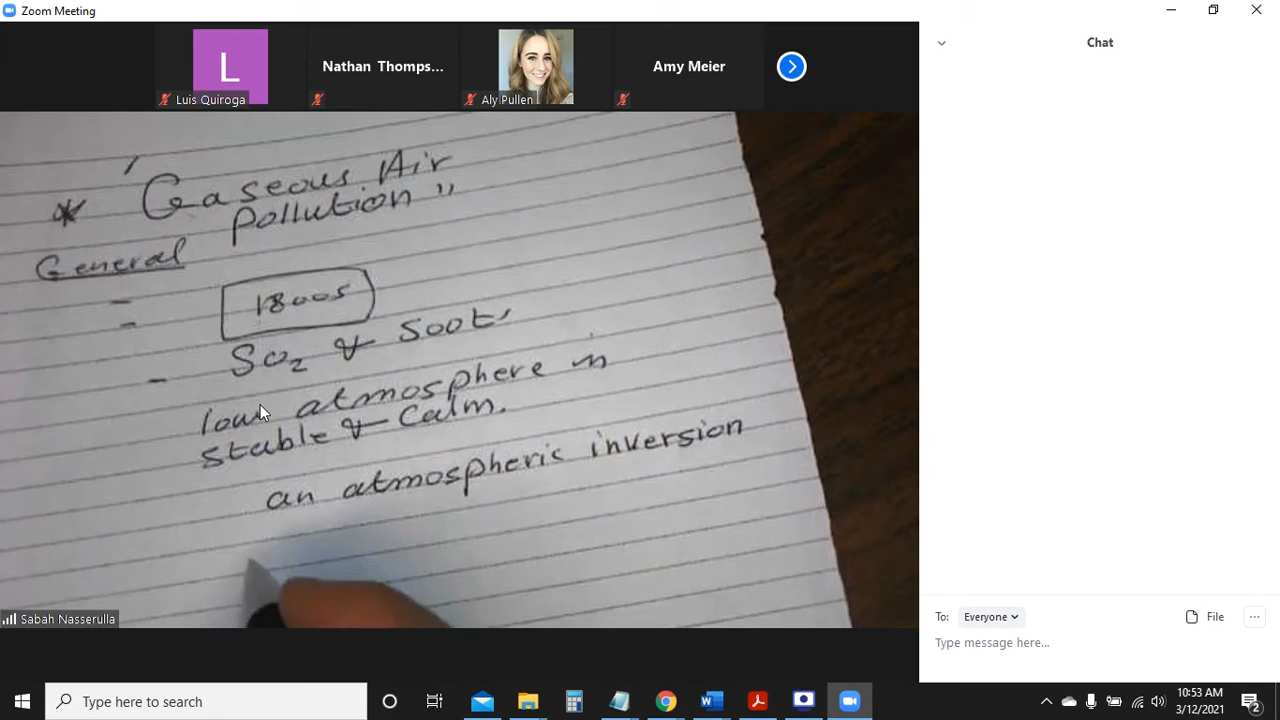 Zoom Meeting
L
Luis Quiroga
Nathan Thomps...
Aly Pullen
Amy Meier
Chat
* "Gaseous Air
Pollution"
General
- 1800s
-
- SO2 & Soot,
low atmosphere is
stable & Calm.
an atmospheric inversion
Sabah Nasserulla
To: Everyone
File
...
Type message here...
Type here to search
10:53 AM
3/12/2021
2